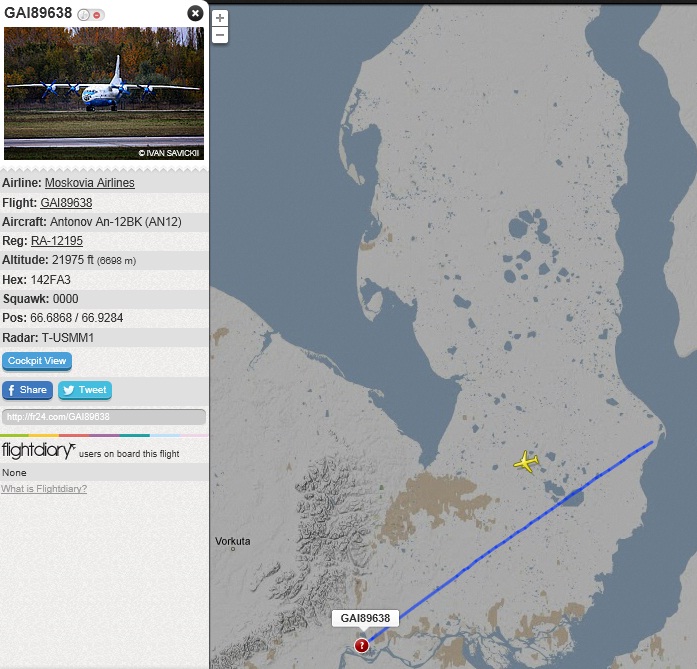 GAI89638
© IVAN SAVICKII
Airline: Moskovia Airlines
Flight: GAI89638
Aircraft: Antonov An-12BK (AN12)
Reg: RA-12195
Altitude: 21975 ft (6698 m)
Hex: 142FA3
Squawk: 0000
Pos: 66.6868 / 66.9284
Radar: T-USMM1
Cockpit View
Share
Tweet
http://fr24.com/GAI89638
flightdiary users on board this flight
None
What is Flightdiary?
+
−
Vorkuta
GAI89638
?